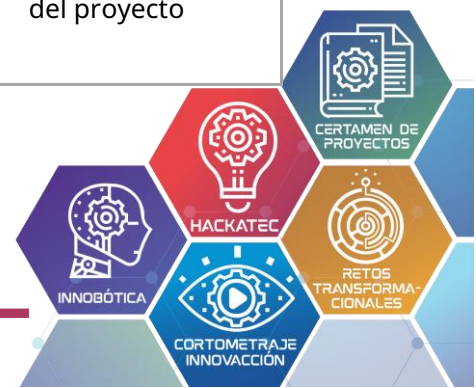 del proyecto
CERTAMEN DE
PROYECTOS
HACKATEC
INNOBÓTICA
RETOS
TRANSFORMA-
CIONALES
CORTOMETRAJE
INNOVACCIÓN